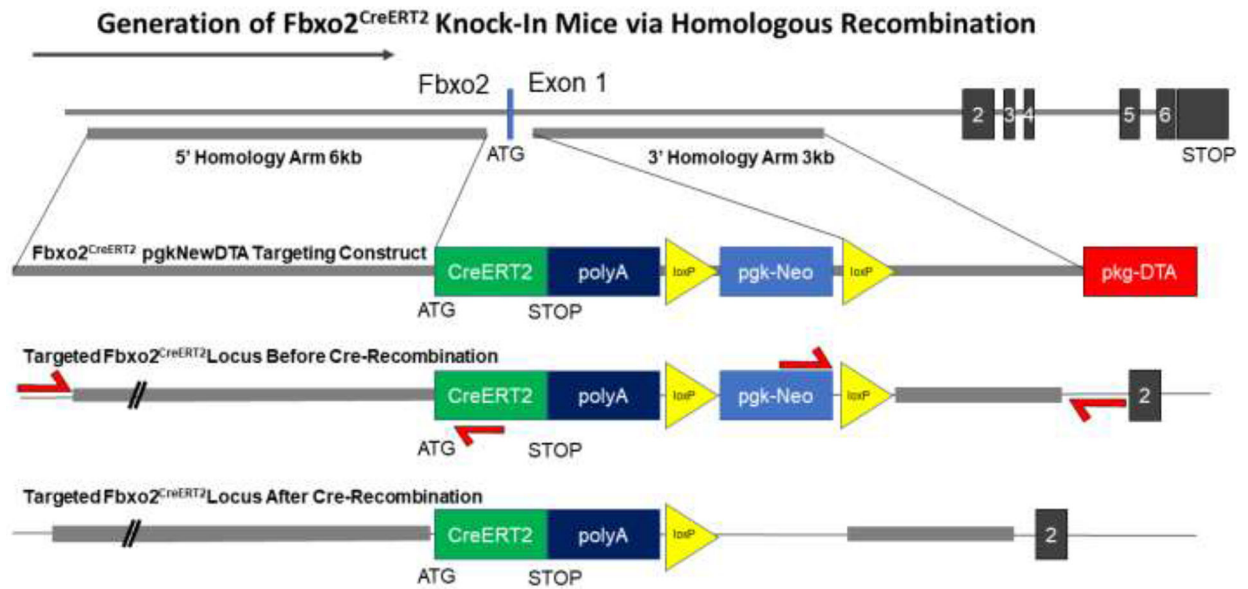 Generation of Fbxo2CreERT2 Knock-In Mice via Homologous Recombination
Fbxo2 Exon 1
2 3 4 5 6
ATG
STOP
5' Homology Arm 6kb
3' Homology Arm 3kb
Fbxo2CreERT2 pgkNewDTA Targeting Construct
CreERT2 polyA loxP pgk-Neo loxP pkg-DTA
ATG STOP
Targeted Fbxo2CreERT2 Locus Before Cre-Recombination
CreERT2 polyA loxP pgk-Neo loxP 2
ATG STOP
Targeted Fbxo2CreERT2 Locus After Cre-Recombination
CreERT2 polyA loxP 2
ATG STOP